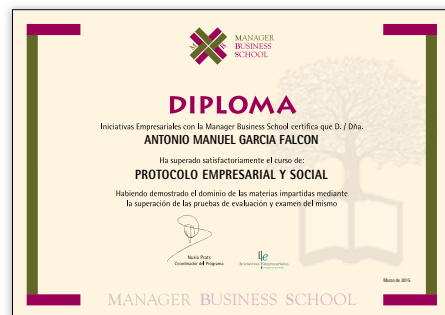 M B
MANAGER
BUSINESS
SCHOOL
DIPLOMA
Iniciativas Empresariales con la Manager Business School certifica que D. / Dña.
ANTONIO MANUEL GARCIA FALCON
Ha superado satisfactoriamente el curso de:
PROTOCOLO EMPRESARIAL Y SOCIAL
Habiendo demostrado el dominio de las materias impartidas mediante
la superación de las pruebas de evaluación y examen del mismo
Nuria Prats
Coordinador del Programa
Iniciativas Empresariales
Marzo de 2015
MANAGER BUSINESS SCHOOL